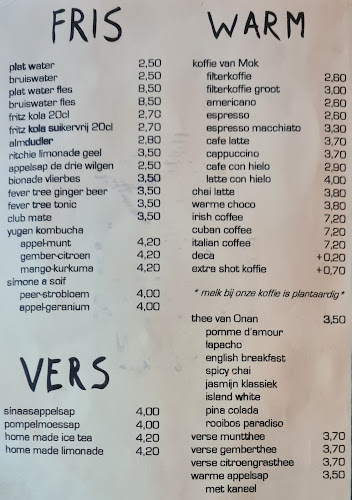 FRIS
plat water 2,50
bruiswater 2,50
plat water fles 8,50
bruiswater fles 8,50
fritz kola 20cl 2,70
fritz kola suikervrij 20cl 2,70
almdudler 2,80
ritchie limonade geel 3,50
appelsap de drie wilgen 2,50
bionade vlierbes 3,50
fever tree ginger beer 3,50
fever tree tonic 3,50
club mate 3,50
yugen kombucha
appel-munt 4,20
gember-citroen 4,20
mango-kurkuma 4,20
simone a soif
peer-strobloem 4,00
appel-geranium 4,00
VERS
sinaasappelsap 4,00
pompelmoessap 4,00
home made ice tea 4,20
home made limonade 4,20
WARM
koffie van Mok
filterkoffie 2,60
filterkoffie groot 3,00
americano 2,60
espresso 2,60
espresso macchiato 3,30
cafe latte 3,70
cappuccino 3,70
cafe con hielo 2,90
latte con hielo 4,00
chai latte 3,80
warme choco 3,80
irish coffee 7,20
cuban coffee 7,20
italian coffee 7,20
deca +0,20
extra shot koffie +0,70
* melk bij onze koffie is plantaardig *
thee van Onan 3,50
pomme d'amour
lapacho
english breakfast
spicy chai
jasmijn klassiek
island white
pina colada
rooibos paradiso
verse muntthee 3,70
verse gemberthee 3,70
verse citroengrasthee 3,70
warme appelsap 3,50
met kaneel